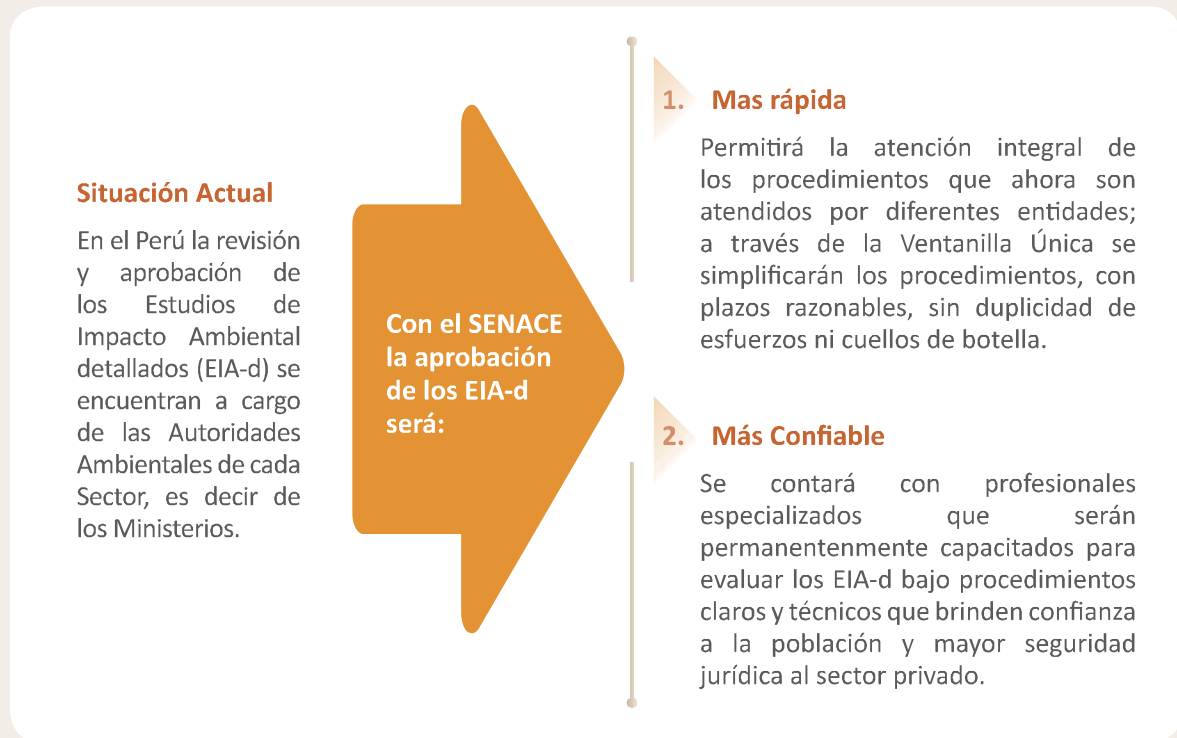 Situación Actual
En el Perú la revisión
y aprobación de
los Estudios de
Impacto Ambiental
detallados (EIA-d) se
encuentran a cargo
de las Autoridades
Ambientales de cada
Sector, es decir de
los Ministerios.
Con el SENACE
la aprobación
de los EIA-d
será:
1. Mas rápida
Permitirá la atención integral de
los procedimientos que ahora son
atendidos por diferentes entidades;
a través de la Ventanilla Única se
simplificarán los procedimientos, con
plazos razonables, sin duplicidad de
esfuerzos ni cuellos de botella.
2. Más Confiable
Se contará con profesionales
especializados que serán
permanentenmente capacitados para
evaluar los EIA-d bajo procedimientos
claros y técnicos que brinden confianza
a la población y mayor seguridad
jurídica al sector privado.